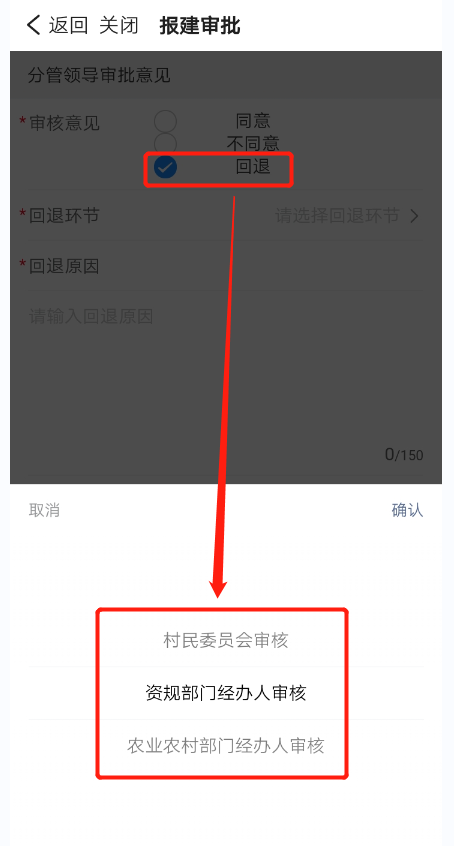 返回 关闭 报建审批
分管领导审批意见
*审核意见 同意
不同意
回退
*回退环节 请选择回退环节
*回退原因
请输入回退原因
0/150
取消 确认
村民委员会审核
资规部门经办人审核
农业农村部门经办人审核